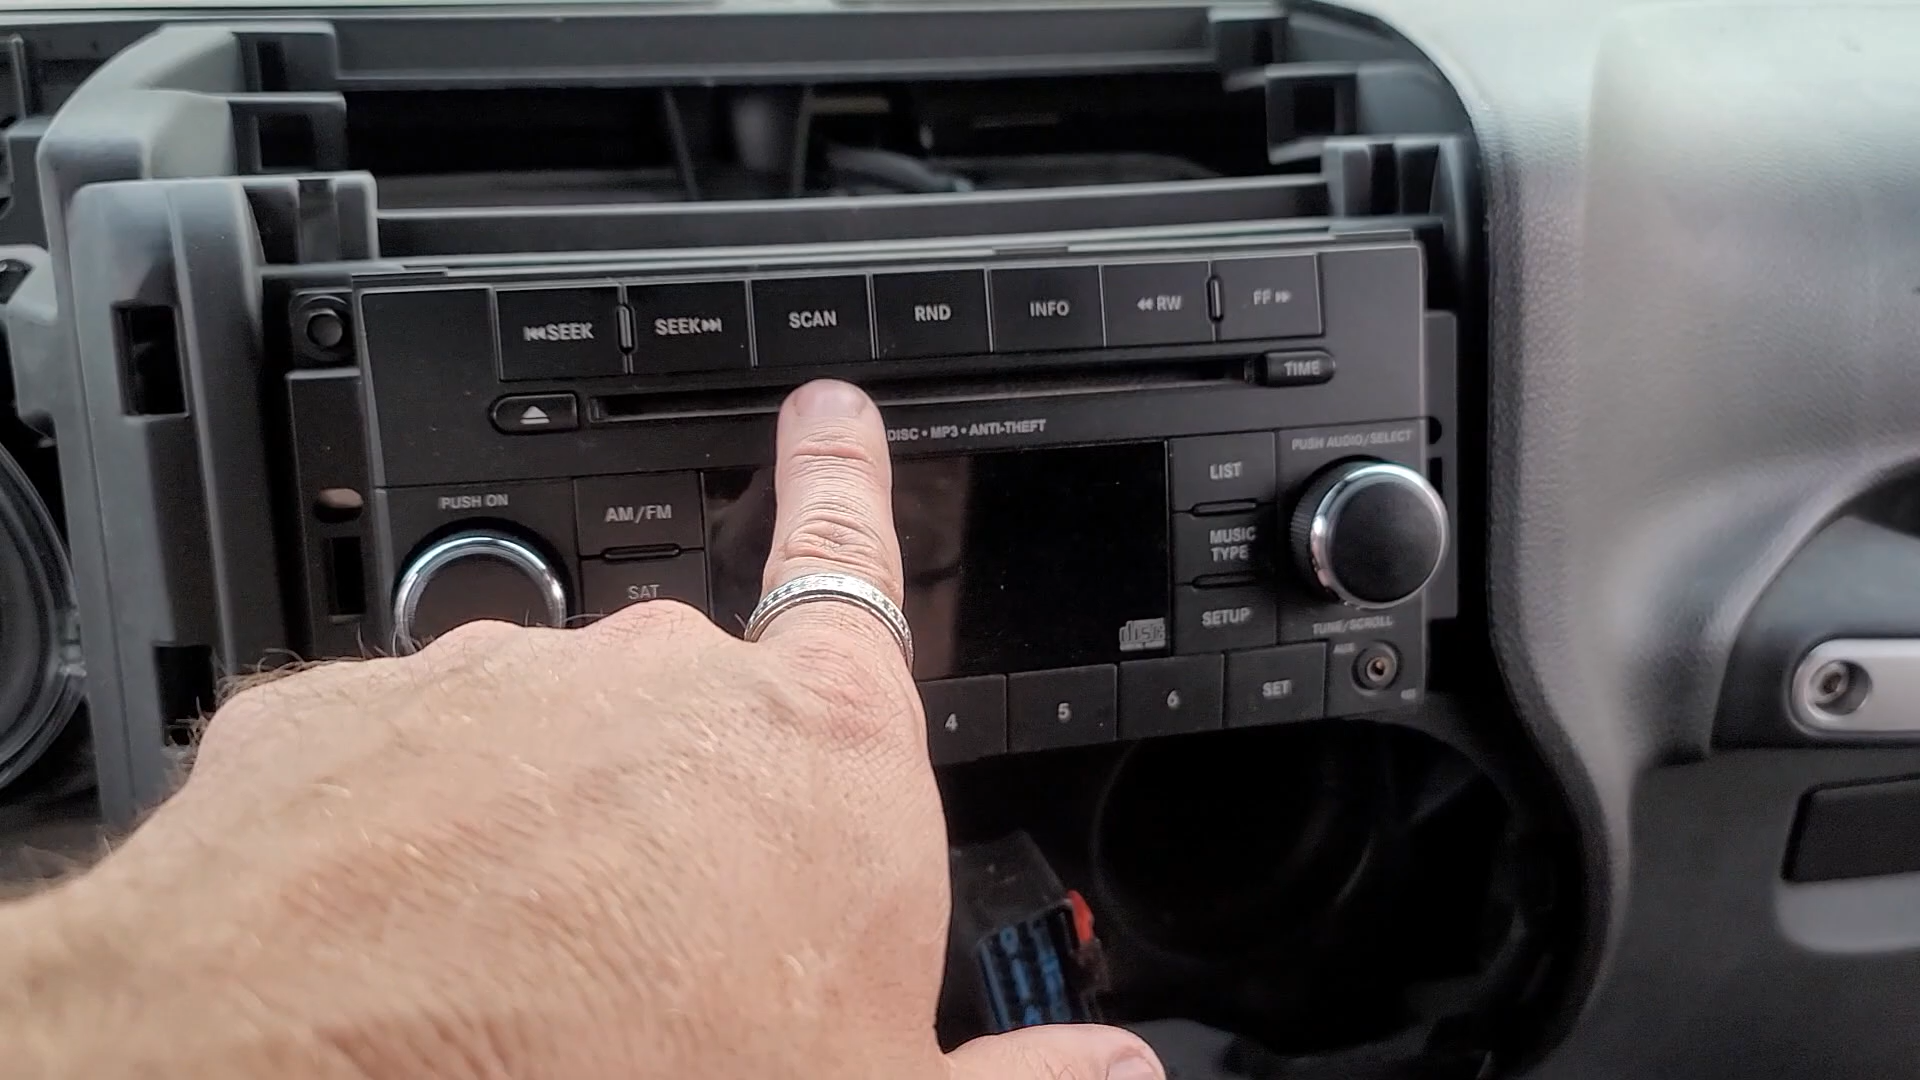 ⏮SEEK SEEK⏭ SCAN RND INFO ◀◀RW FF▶▶
TIME
DISC • MP3 • ANTI-THEFT
PUSH AUDIO/SELECT
PUSH ON
AM/FM
SAT
LIST
MUSIC
TYPE
SETUP
disc
TUNE/SCROLL
AUX
4 5 6 SET